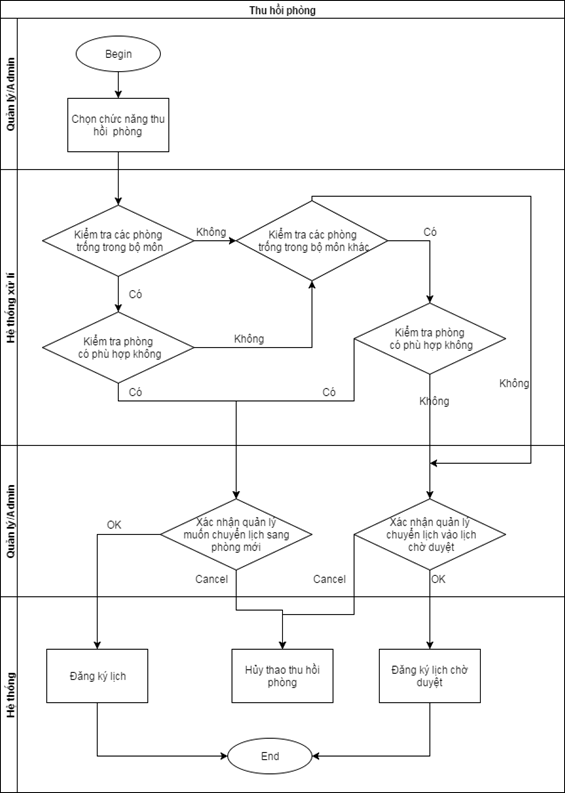 Thu hồi phòng
Quản lý/Admin
Begin
Chọn chức năng thu
hồi phòng
Hệ thống xử lí
Kiểm tra các phòng
trống trong bộ môn
Không
Kiểm tra các phòng
trống trong bộ môn khác
Có
Có
Kiểm tra phòng
có phù hợp không
Không
Kiểm tra phòng
có phù hợp không
Không
Có
Có
Không
Quản lý/Admin
Xác nhận quản lý
muốn chuyển lịch sang
phòng mới
OK
Xác nhận quản lý
chuyển lịch vào lịch
chờ duyệt
Cancel
Cancel
OK
Hệ thống
Đăng ký lịch
Hủy thao thu hồi
phòng
Đăng ký lịch chờ
duyệt
End